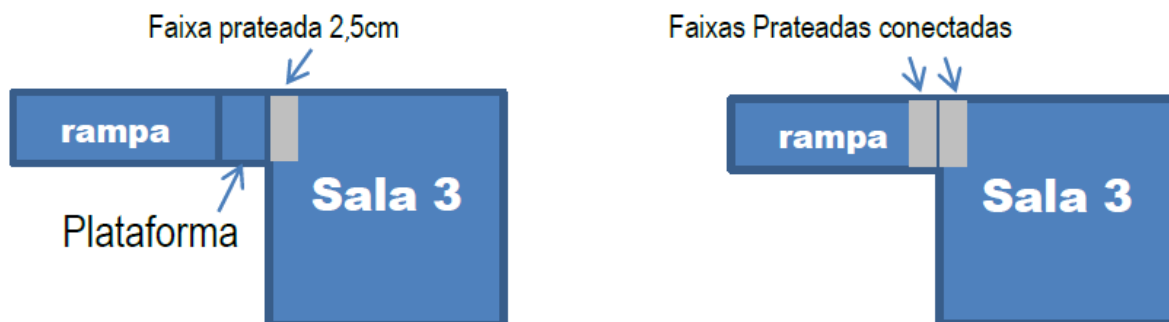 Faixa prateada 2,5cm
rampa
Sala 3
Plataforma
Faixas Prateadas conectadas
rampa
Sala 3